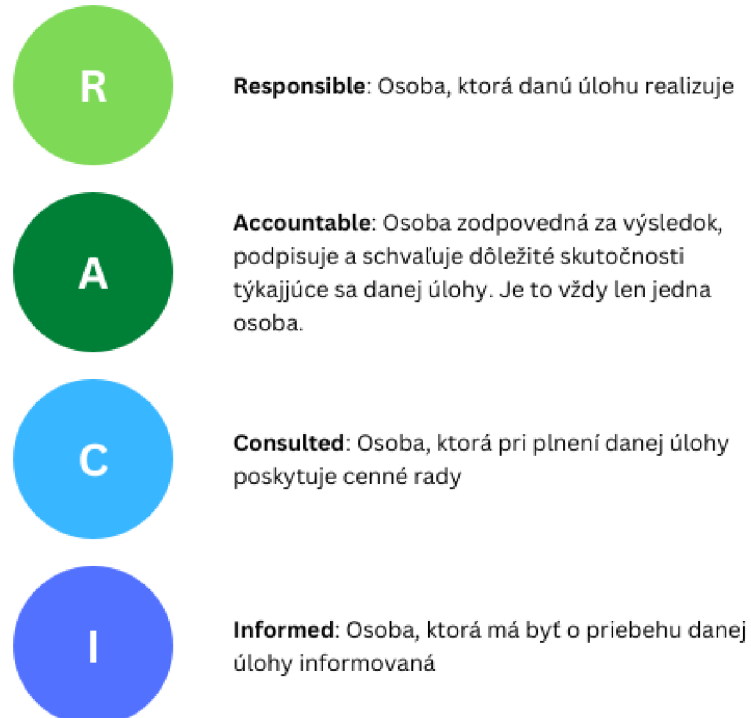 R
Responsible: Osoba, ktorá danú úlohu realizuje
A
Accountable: Osoba zodpovedná za výsledok,
podpisuje a schvaľuje dôležité skutočnosti
týkajjúce sa danej úlohy. Je to vždy len jedna
osoba.
C
Consulted: Osoba, ktorá pri plnení danej úlohy
poskytuje cenné rady
I
Informed: Osoba, ktorá má byť o priebehu danej
úlohy informovaná